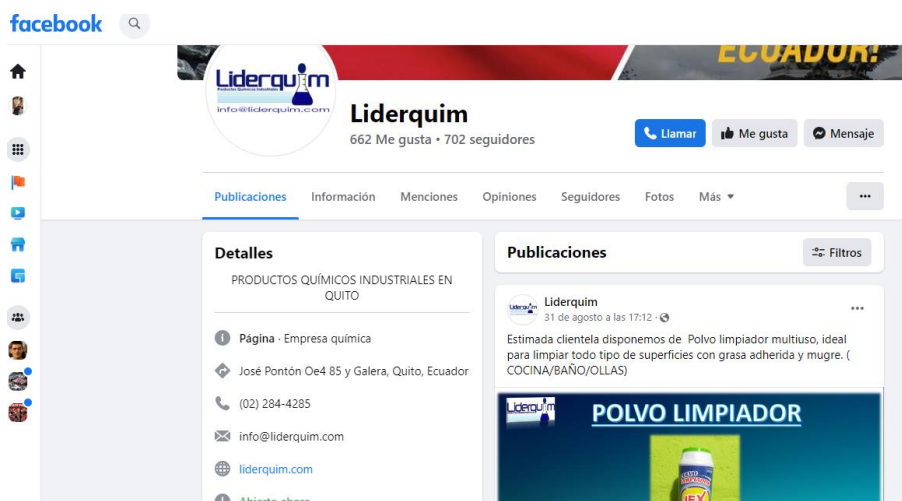 facebook
ECUADOR!
Liderquim
Productos Químicos Industriales
info@liderquim.com
Liderquim
662 Me gusta • 702 seguidores
Llamar
Me gusta
Mensaje
Publicaciones
Información
Menciones
Opiniones
Seguidores
Fotos
Más
Detalles
PRODUCTOS QUÍMICOS INDUSTRIALES EN
QUITO
Página · Empresa química
José Pontón Oe4 85 y Galera, Quito, Ecuador
(02) 284-4285
info@liderquim.com
liderquim.com
Abierto ahora
Publicaciones
Filtros
Liderquim
Liderquim
31 de agosto a las 17:12 ·
Estimada clientela disponemos de Polvo limpiador multiuso, ideal
para limpiar todo tipo de superficies con grasa adherida y mugre. (
COCINA/BAÑO/OLLAS)
Liderquim
POLVO LIMPIADOR